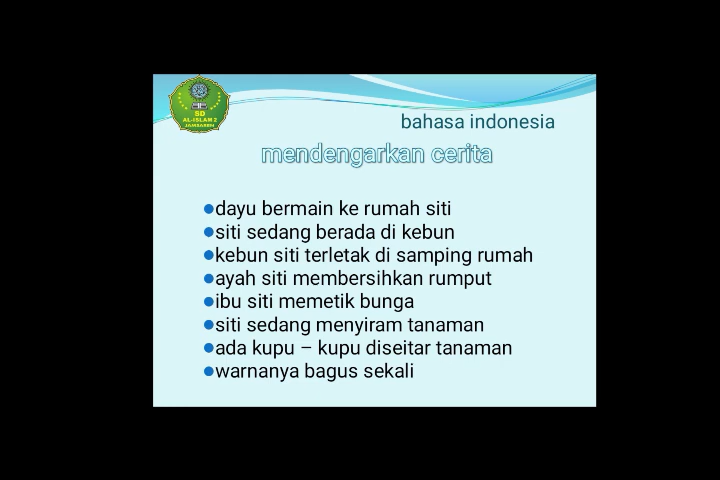 SD
AL-ISLAM 2
JAMSAREN
bahasa indonesia
mendengarkan cerita
dayu bermain ke rumah siti
siti sedang berada di kebun
kebun siti terletak di samping rumah
ayah siti membersihkan rumput
ibu siti memetik bunga
siti sedang menyiram tanaman
ada kupu – kupu diseitar tanaman
warnanya bagus sekali